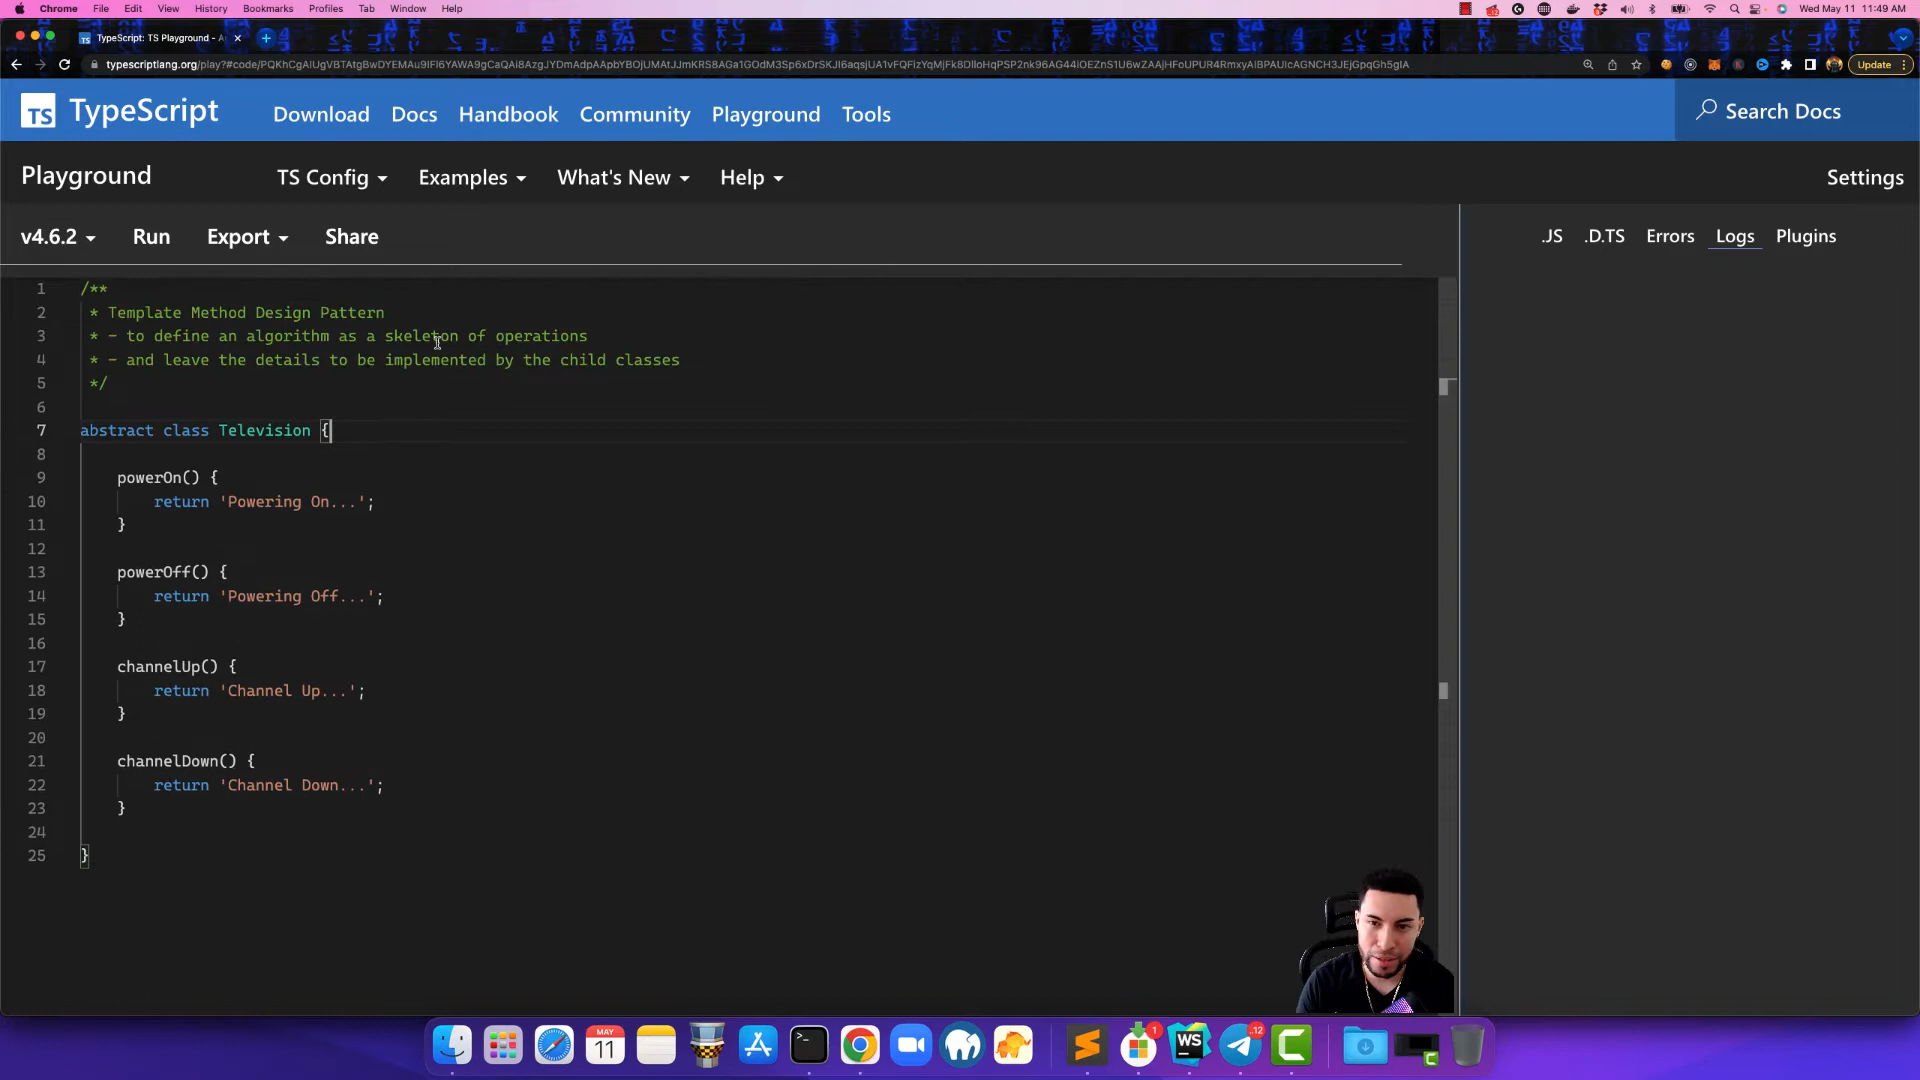 Chrome File Edit View History Bookmarks Profiles Tab Window Help Wed May 11 11:49 AM
TypeScript: TS Playground - A
Update
TS TypeScript Download Docs Handbook Community Playground Tools Search Docs
Playground TS Config Examples What's New Help Settings
v4.6.2 Run Export Share .JS .D.TS Errors Logs Plugins
1 /**
2 * Template Method Design Pattern
3 * - to define an algorithm as a skeleton of operations
4 * - and leave the details to be implemented by the child classes
5 */
6
7 abstract class Television {
8
9 powerOn() {
10 return 'Powering On...';
11 }
12
13 powerOff() {
14 return 'Powering Off...';
15 }
16
17 channelUp() {
18 return 'Channel Up...';
19 }
20
21 channelDown() {
22 return 'Channel Down...';
23 }
24
25 }
MAY
11
1
WS
12